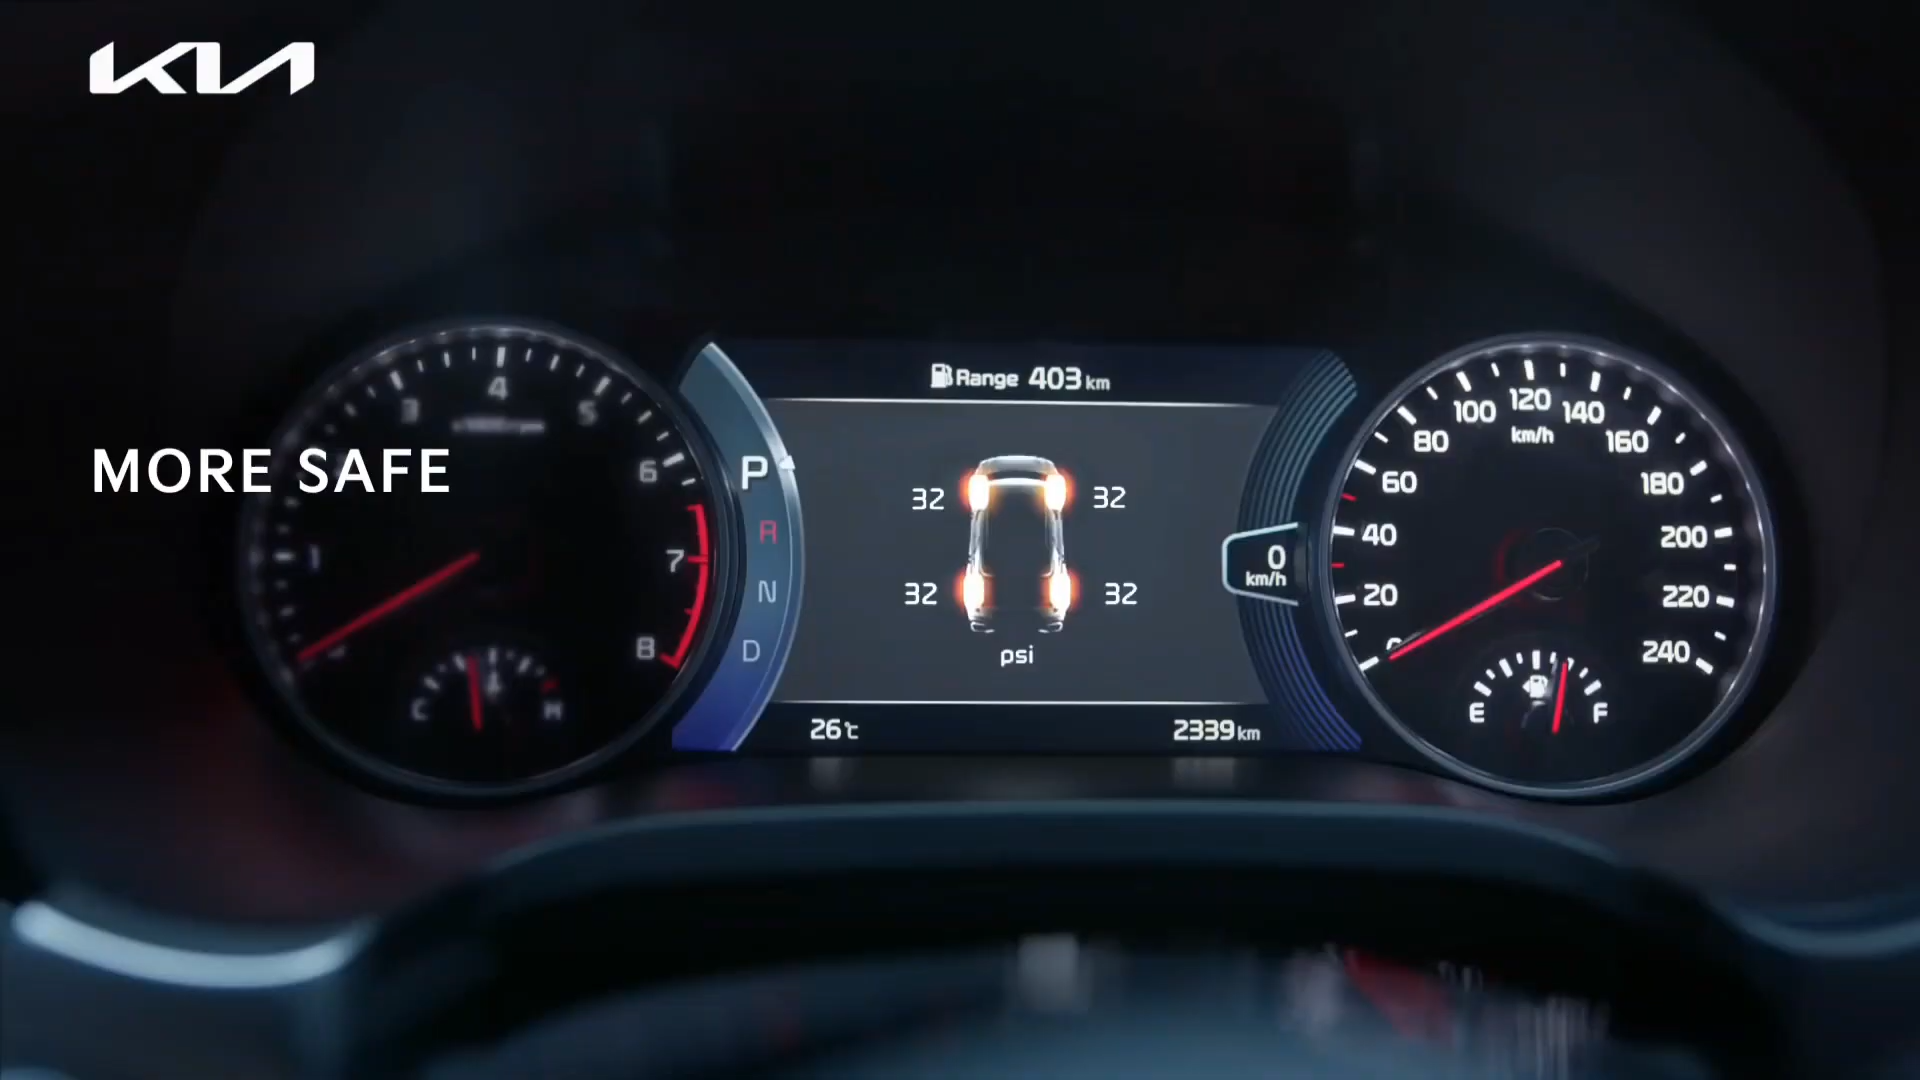 KIA
MORE SAFE
Range 403 km
32 32
32 32
psi
26℃
2339 km
P
R
N
D
0
km/h
1
3
4
5
6
7
8
C H
0
20
40
60
80
100
120
140
160
180
200
220
240
km/h
E F